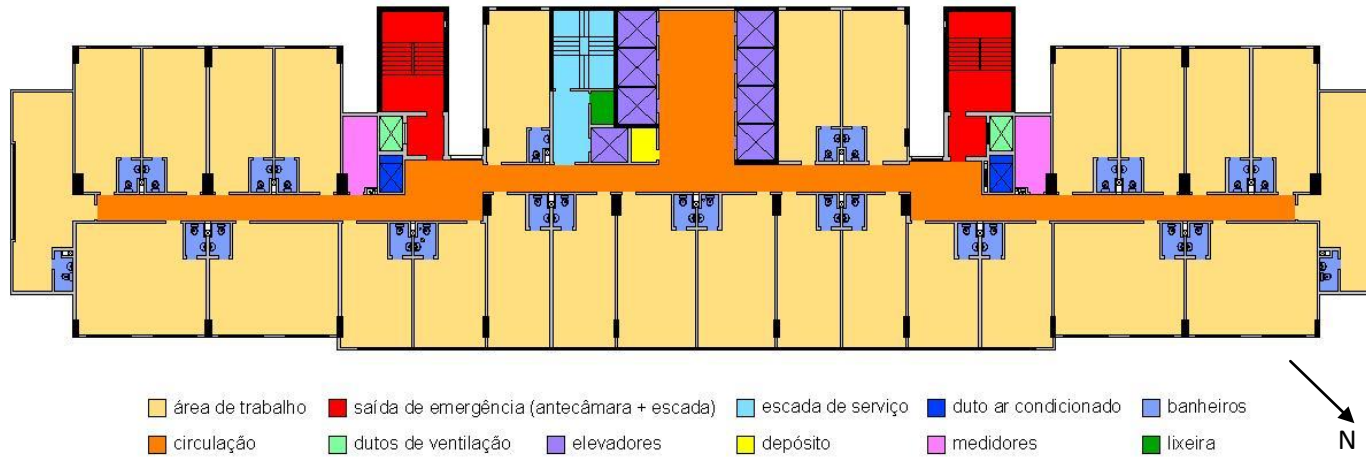 área de trabalho saída de emergência (antecâmara + escada) escada de serviço duto ar condicionado banheiros
circulação dutos de ventilação elevadores depósito medidores lixeira
N